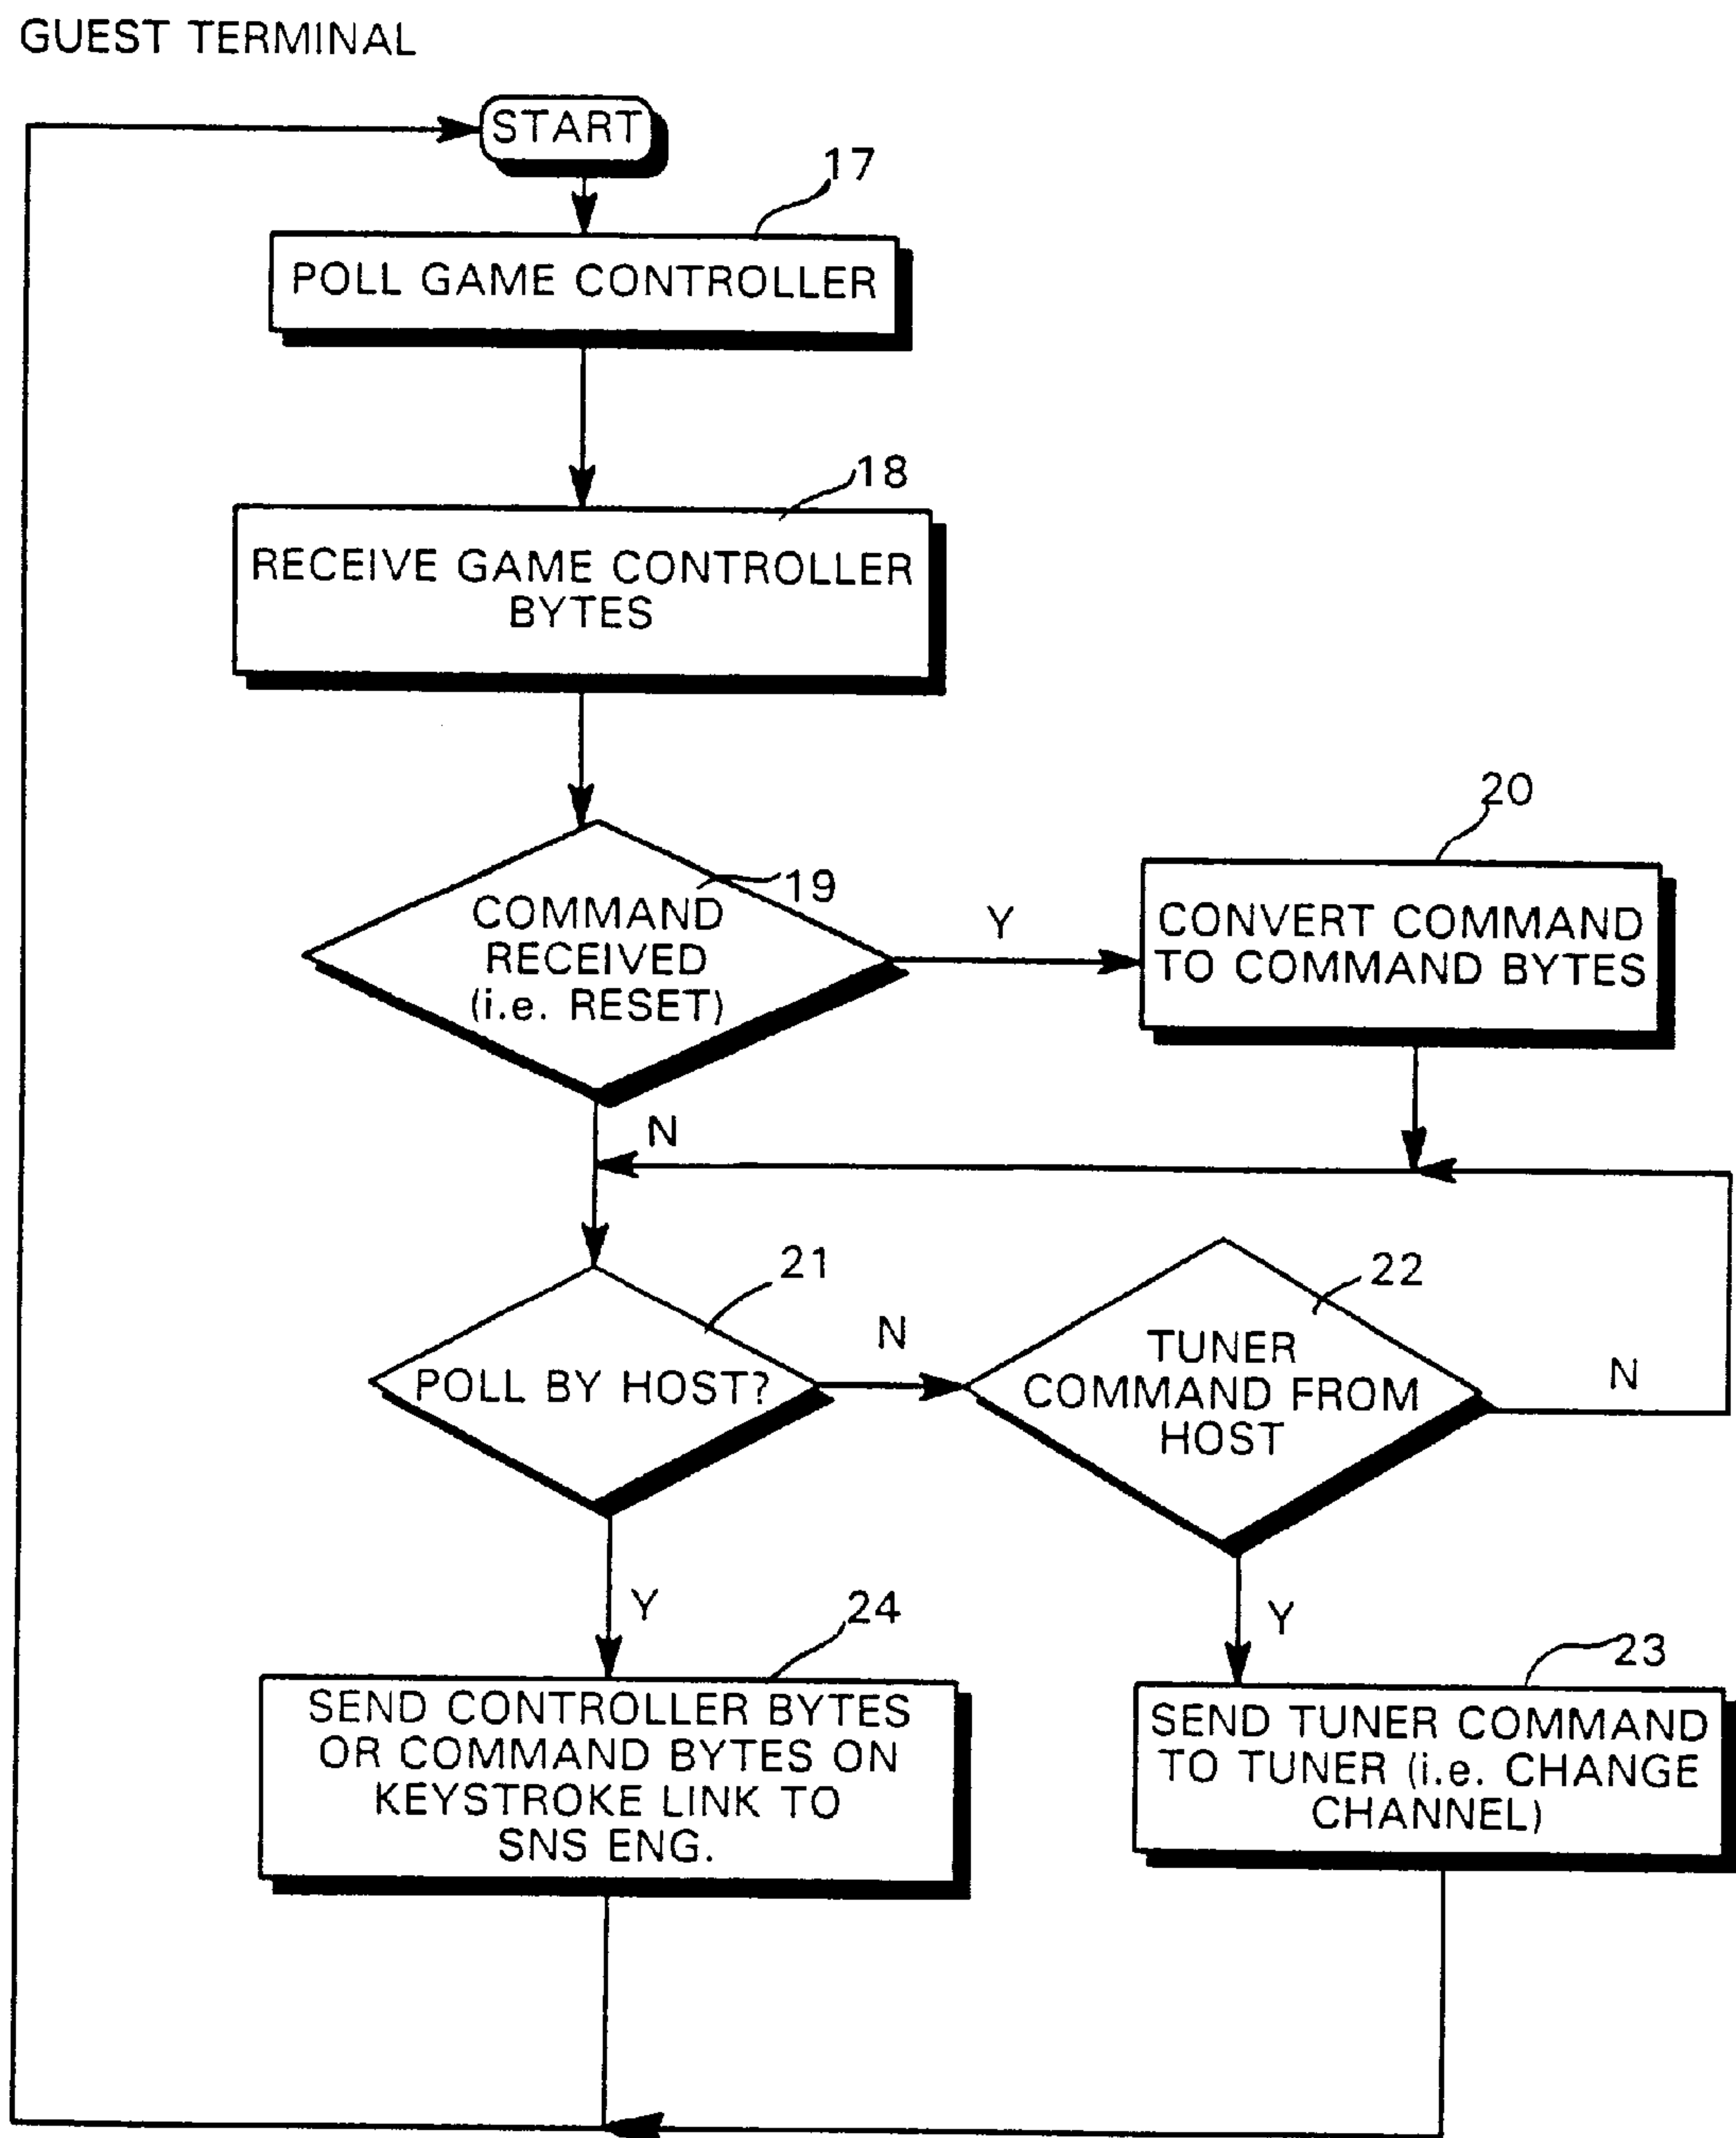 GUEST TERMINAL
START
17
POLL GAME CONTROLLER
18
RECEIVE GAME CONTROLLER
BYTES
19
COMMAND
RECEIVED
(i.e. RESET)
Y
20
CONVERT COMMAND
TO COMMAND BYTES
N
21
POLL BY HOST?
N
22
TUNER
COMMAND FROM
HOST
N
Y
24
SEND CONTROLLER BYTES
OR COMMAND BYTES ON
KEYSTROKE LINK TO
SNS ENG.
Y
23
SEND TUNER COMMAND
TO TUNER (i.e. CHANGE
CHANNEL)